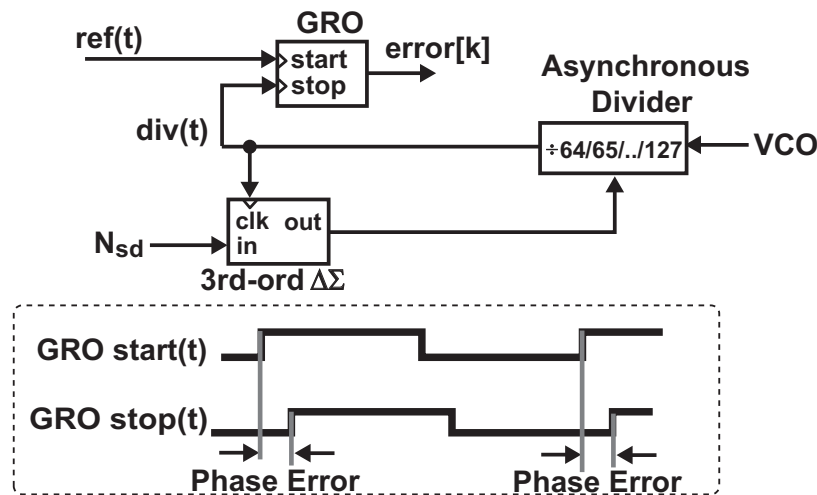 GRO
ref(t)
start
stop
error[k]
Asynchronous
Divider
div(t)
÷64/65/../127
VCO
clk out
in
N_sd
3rd-ord ΔΣ
GRO start(t)
GRO stop(t)
Phase Error
Phase Error